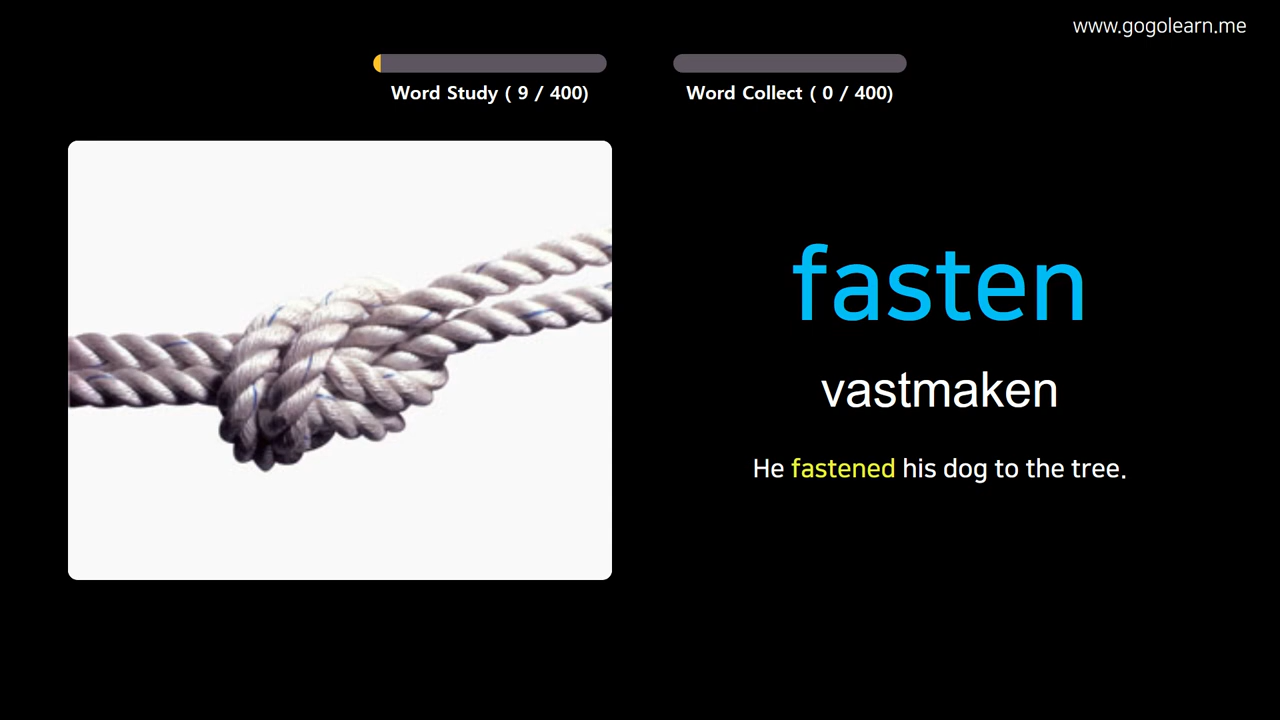 www.gogolearn.me
Word Study ( 9 / 400)
Word Collect ( 0 / 400)
fasten
vastmaken
He fastened his dog to the tree.